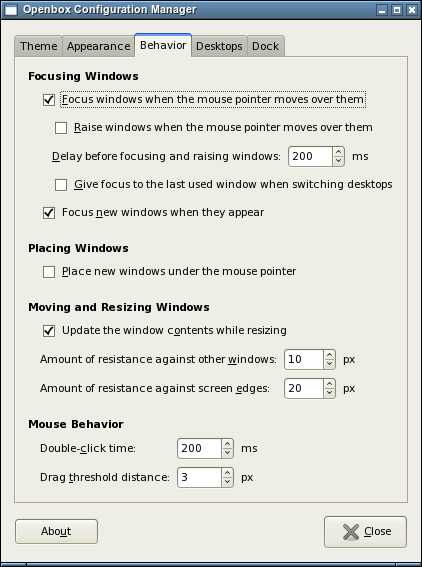 Openbox Configuration Manager
Theme Appearance Behavior Desktops Dock
Focusing Windows
Focus windows when the mouse pointer moves over them
Raise windows when the mouse pointer moves over them
Delay before focusing and raising windows: 200 ms
Give focus to the last used window when switching desktops
Focus new windows when they appear
Placing Windows
Place new windows under the mouse pointer
Moving and Resizing Windows
Update the window contents while resizing
Amount of resistance against other windows: 10 px
Amount of resistance against screen edges: 20 px
Mouse Behavior
Double-click time: 200 ms
Drag threshold distance: 3 px
About Close